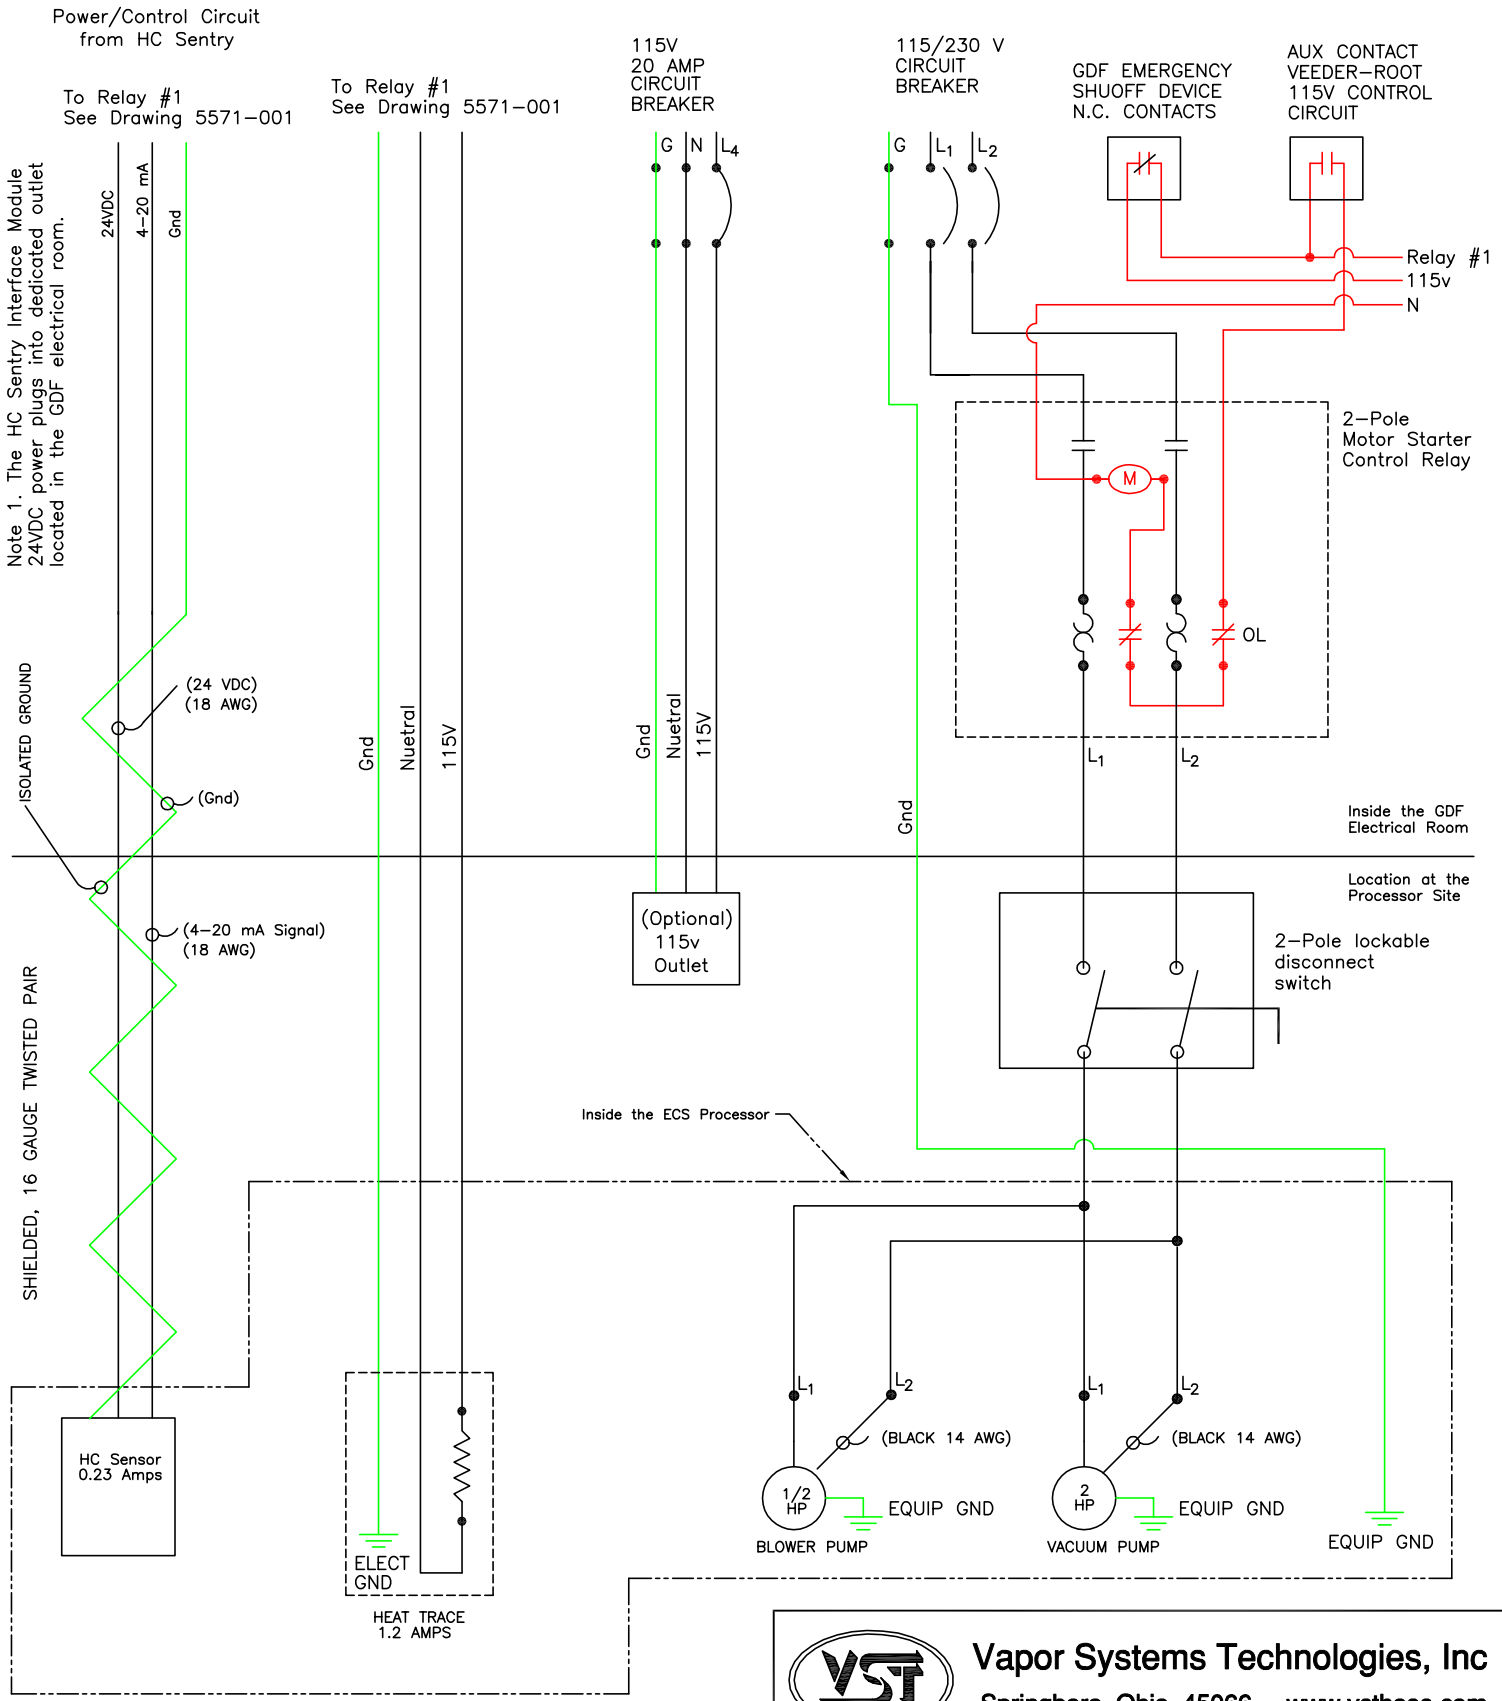 Power/Control Circuit
from HC Sentry
To Relay #1
See Drawing 5571-001
To Relay #1
See Drawing 5571-001
115V
20 AMP
CIRCUIT
BREAKER
115/230 V
CIRCUIT
BREAKER
GDF EMERGENCY
SHUOFF DEVICE
N.C. CONTACTS
AUX CONTACT
VEEDER-ROOT
115V CONTROL
CIRCUIT
G
N
L4
G
L1
L2
Note 1. The HC Sentry Interface Module
24VDC power plugs into dedicated outlet
located in the GDF electrical room.
24VDC
4-20 mA
Gnd
Relay #1
115v
N
2-Pole
Motor Starter
Control Relay
M
OL
ISOLATED GROUND
(24 VDC)
(18 AWG)
(Gnd)
Gnd
Nuetral
115V
Gnd
Nuetral
115V
Gnd
L1
L2
Inside the GDF
Electrical Room
Location at the
Processor Site
(4-20 mA Signal)
(18 AWG)
(Optional)
115v
Outlet
2-Pole lockable
disconnect
switch
SHIELDED, 16 GAUGE TWISTED PAIR
Inside the ECS Processor
L1
L2
L1
L2
(BLACK 14 AWG)
(BLACK 14 AWG)
HC Sensor
0.23 Amps
1/2
HP
EQUIP GND
BLOWER PUMP
2
HP
EQUIP GND
VACUUM PUMP
EQUIP GND
ELECT
GND
HEAT TRACE
1.2 AMPS
VST
Vapor Systems Technologies, Inc
Springboro, Ohio 45066 www.vsthose.com